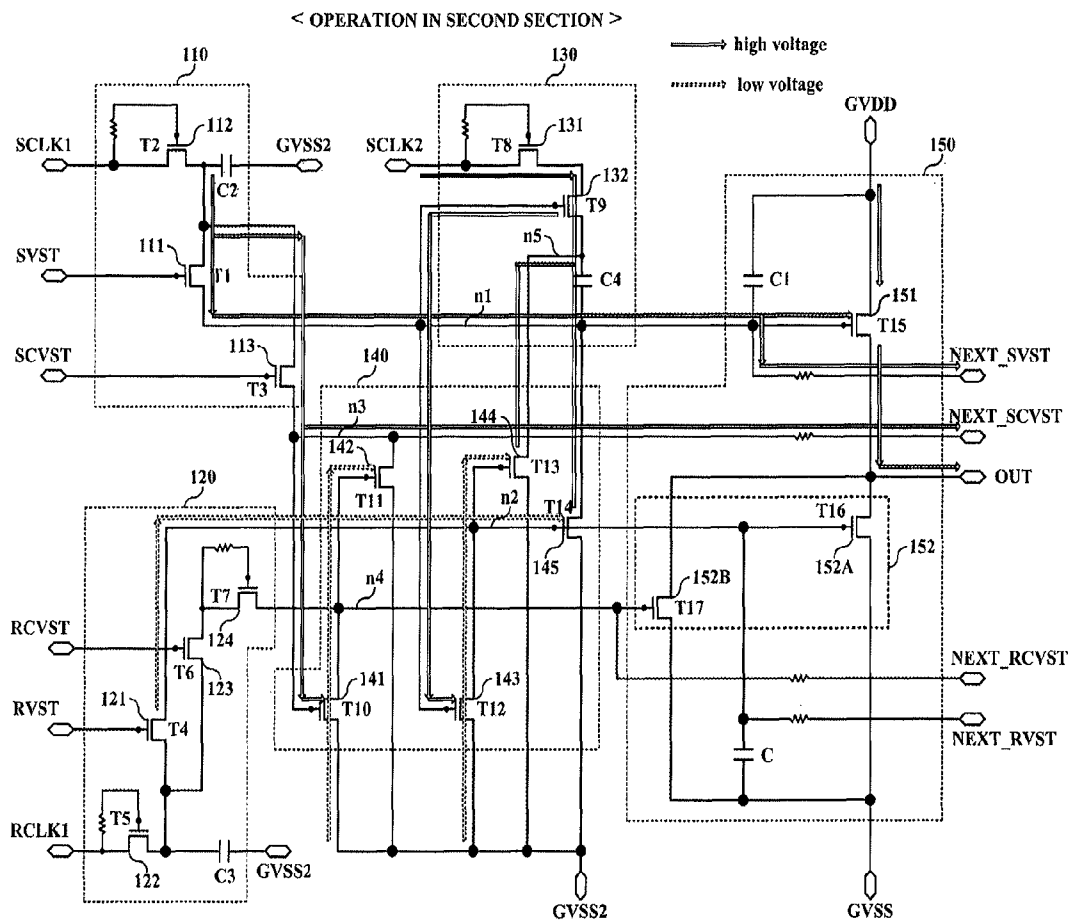 < OPERATION IN SECOND SECTION >
high voltage
low voltage
110
130
GVDD
SCLK1
T2
112
GVSS2
SCLK2
T8
131
150
C2
132
T9
SVST
111
T1
n5
C4
C1
151
n1
T15
NEXT_SVST
SCVST
113
T3
140
n3
144
NEXT_SCVST
142
T11
T13
OUT
120
n2
T14
T16
145
152A
152
T7
n4
152B
T17
RCVST
124
T6
123
NEXT_RCVST
121
141
143
RVST
T4
T10
T12
NEXT_RVST
C
RCLK1
T5
122
C3
GVSS2
GVSS2
GVSS